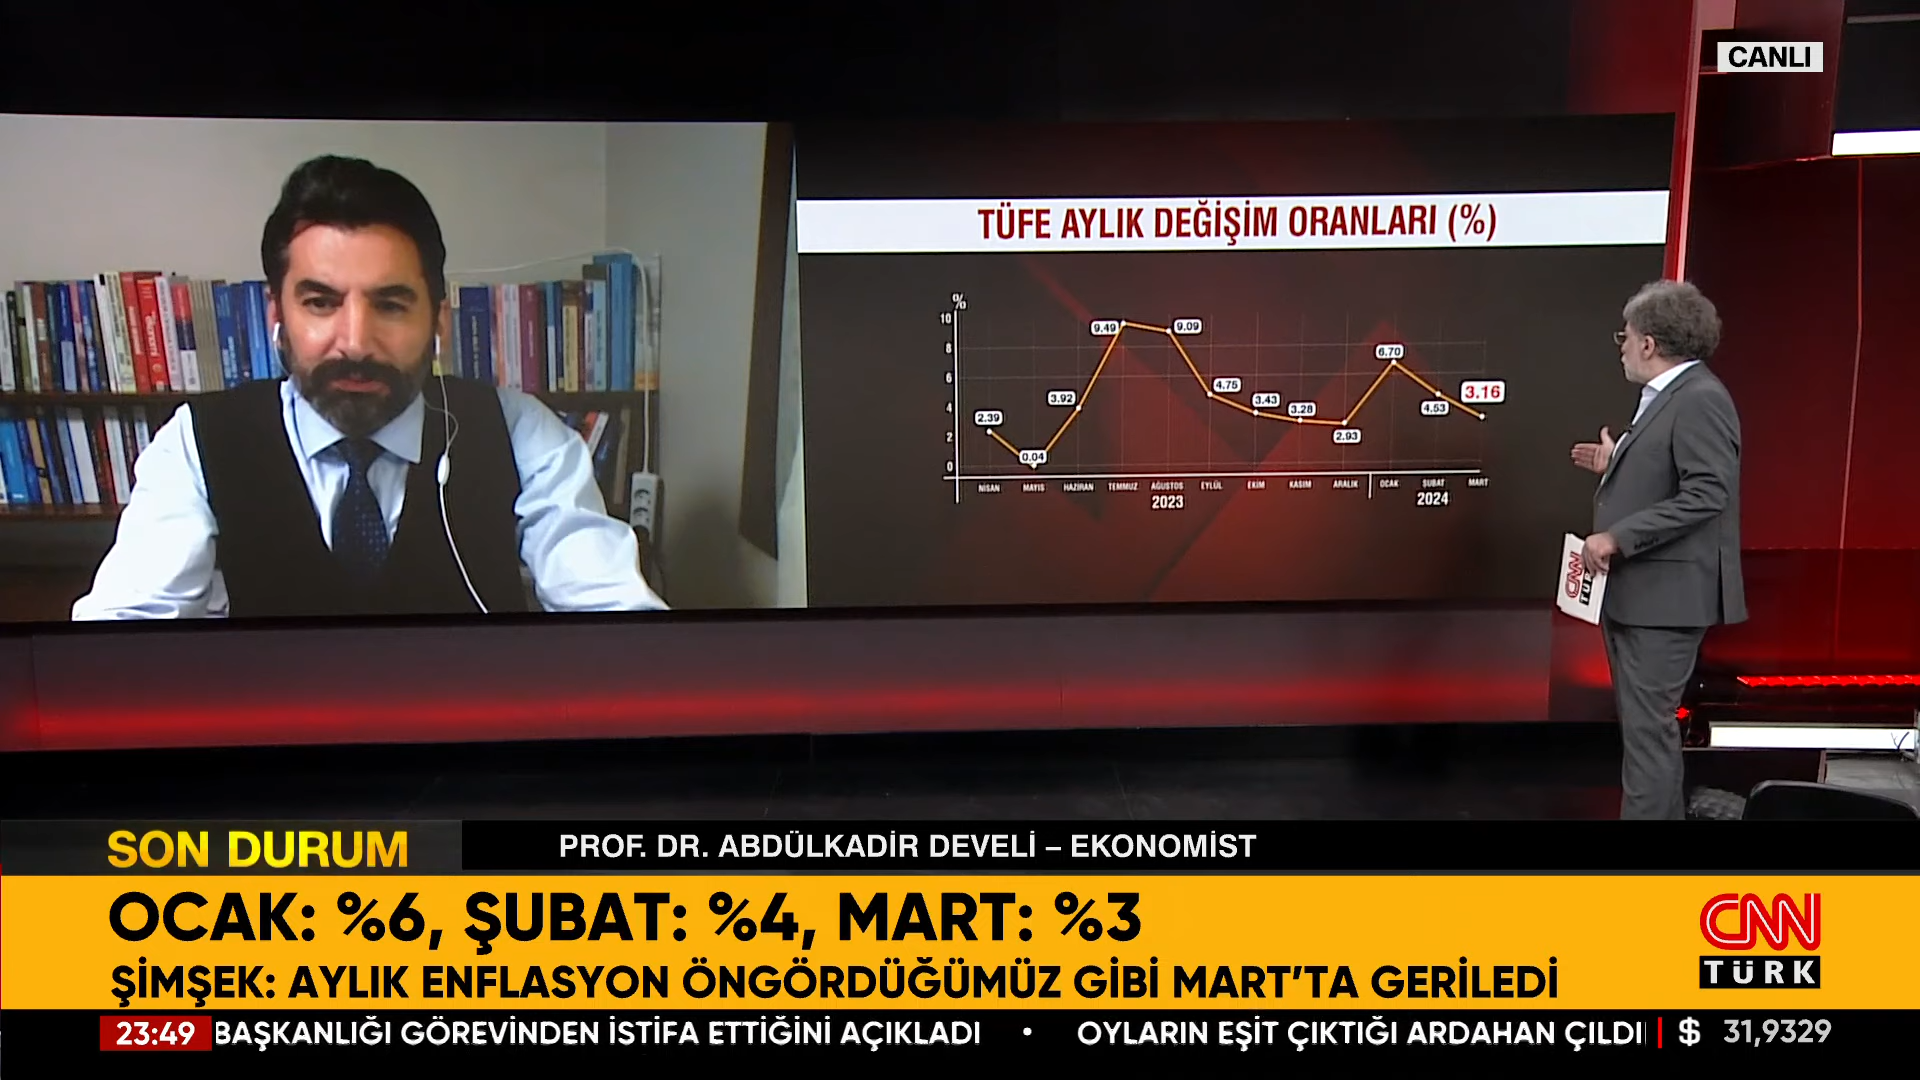 CANLI
TÜFE AYLIK DEĞİŞİM ORANLARI (%)
%
10
8
6
4
2
0
2.39
0.04
3.92
9.49
9.09
4.75
3.43
3.28
2.93
6.70
4.53
3.16
NİSAN MAYIS HAZİRAN TEMMUZ AĞUSTOS EYLÜL EKİM KASIM ARALIK OCAK ŞUBAT MART
2023 2024
CNN
TÜRK
SON DURUM
PROF. DR. ABDÜLKADİR DEVELİ – EKONOMİST
OCAK: %6, ŞUBAT: %4, MART: %3
ŞİMŞEK: AYLIK ENFLASYON ÖNGÖRDÜĞÜMÜZ GİBİ MART'TA GERİLEDİ
CNN
TÜRK
23:49 BAŞKANLIĞI GÖREVİNDEN İSTİFA ETTİĞİNİ AÇIKLADI • OYLARIN EŞİT ÇIKTIĞI ARDAHAN ÇILDI $ 31,9329